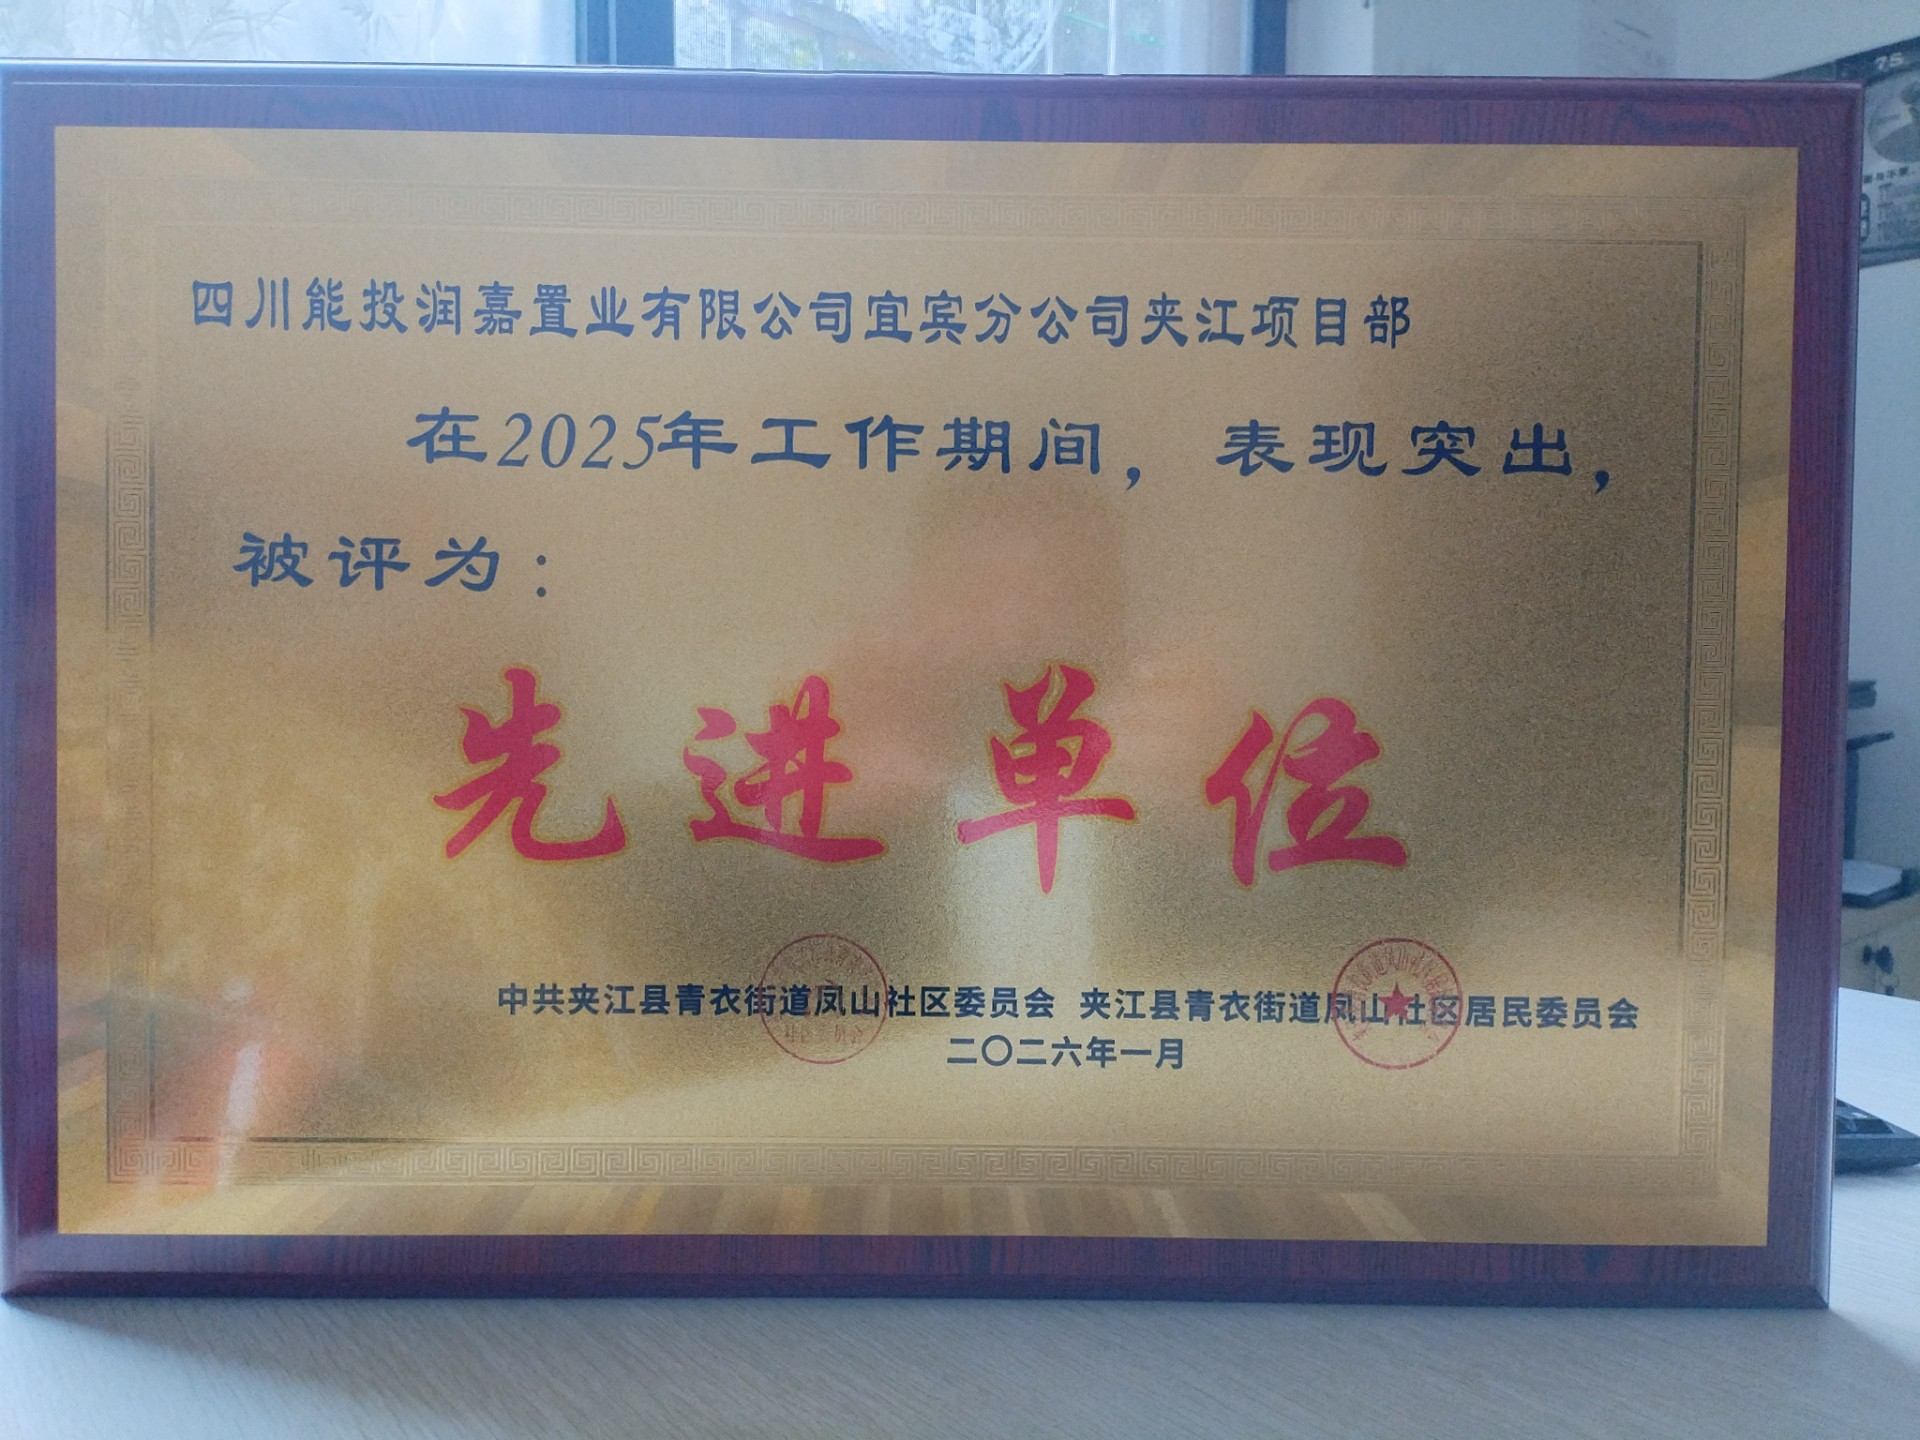 四川能投润嘉置业有限公司宜宾分公司夹江项目部
在2025年工作期间，表现突出，
被评为：
先进单位
中共夹江县青衣街道凤山社区委员会 夹江县青衣街道凤山社区居民委员会
二〇二六年一月